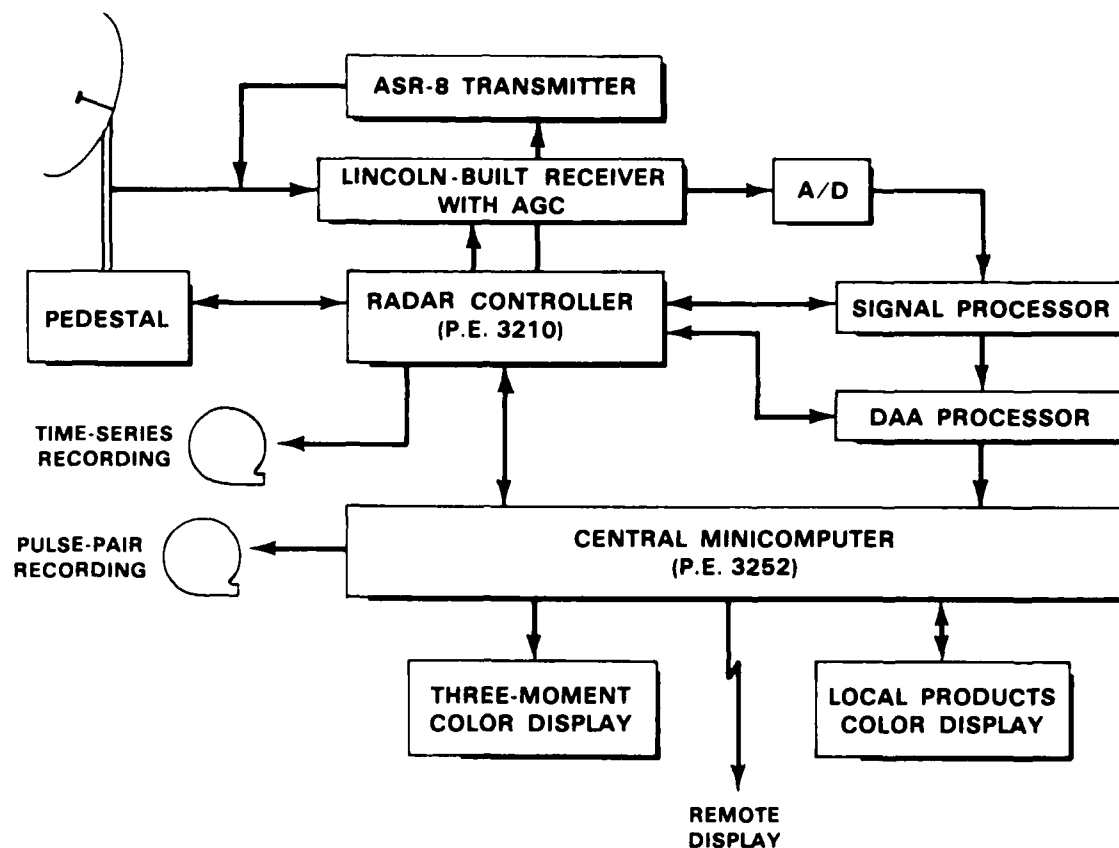 ASR-8 TRANSMITTER
LINCOLN-BUILT RECEIVER
WITH AGC
A/D
PEDESTAL
RADAR CONTROLLER
(P.E. 3210)
SIGNAL PROCESSOR
DAA PROCESSOR
TIME-SERIES
RECORDING
PULSE-PAIR
RECORDING
CENTRAL MINICOMPUTER
(P.E. 3252)
THREE-MOMENT
COLOR DISPLAY
LOCAL PRODUCTS
COLOR DISPLAY
REMOTE
DISPLAY